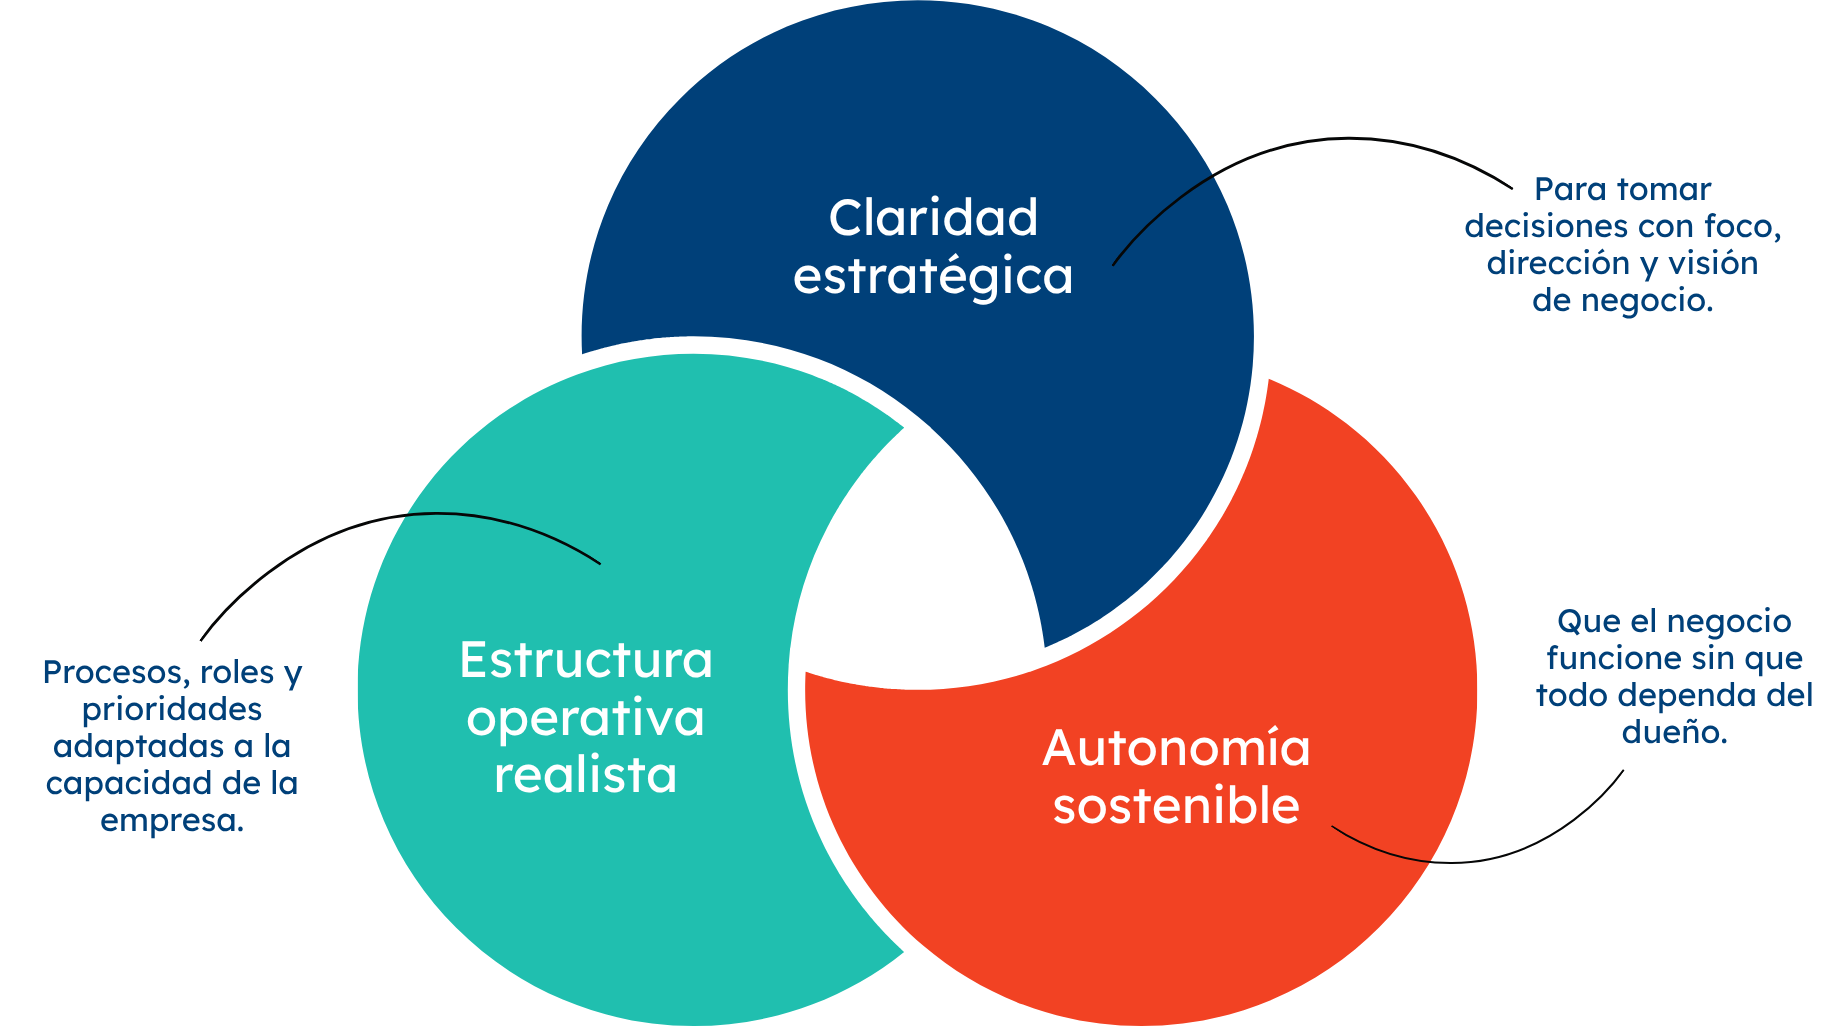 Claridad
estratégica
Para tomar
decisiones con foco,
dirección y visión
de negocio.
Estructura
operativa
realista
Procesos, roles y
prioridades
adaptadas a la
capacidad de la
empresa.
Autonomía
sostenible
Que el negocio
funcione sin que
todo dependa del
dueño.